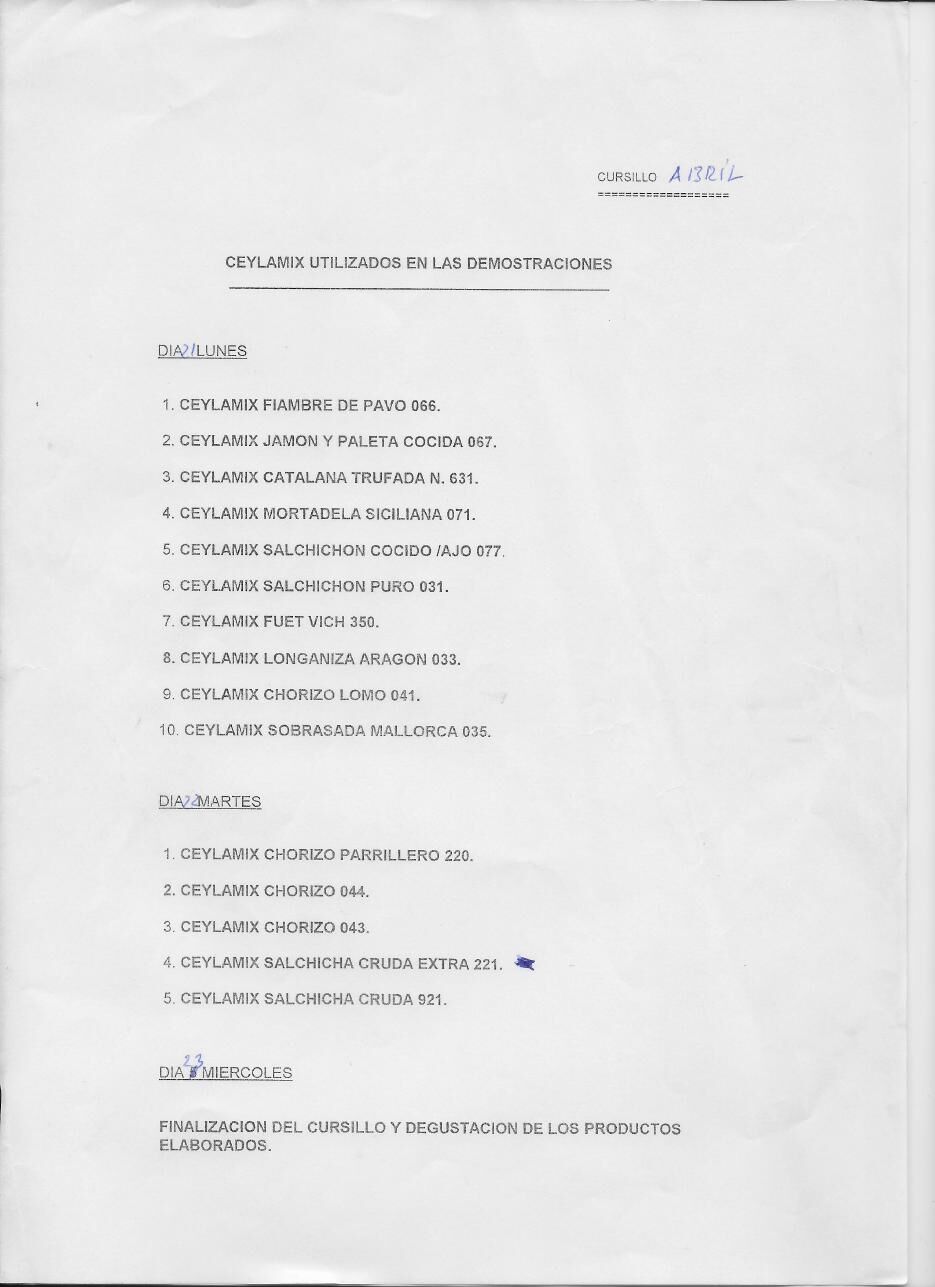 CURSILLO ABRIL
==================
CEYLAMIX UTILIZADOS EN LAS DEMOSTRACIONES
DIA 21 LUNES
1. CEYLAMIX FIAMBRE DE PAVO 066.
2. CEYLAMIX JAMON Y PALETA COCIDA 067.
3. CEYLAMIX CATALANA TRUFADA N. 631.
4. CEYLAMIX MORTADELA SICILIANA 071.
5. CEYLAMIX SALCHICHON COCIDO /AJO 077.
6. CEYLAMIX SALCHICHON PURO 031.
7. CEYLAMIX FUET VICH 350.
8. CEYLAMIX LONGANIZA ARAGON 033.
9. CEYLAMIX CHORIZO LOMO 041.
10. CEYLAMIX SOBRASADA MALLORCA 035.
DIA 22 MARTES
1. CEYLAMIX CHORIZO PARRILLERO 220.
2. CEYLAMIX CHORIZO 044.
3. CEYLAMIX CHORIZO 043.
4. CEYLAMIX SALCHICHA CRUDA EXTRA 221.
5. CEYLAMIX SALCHICHA CRUDA 921.
DIA 23 MIERCOLES
FINALIZACION DEL CURSILLO Y DEGUSTACION DE LOS PRODUCTOS
ELABORADOS.